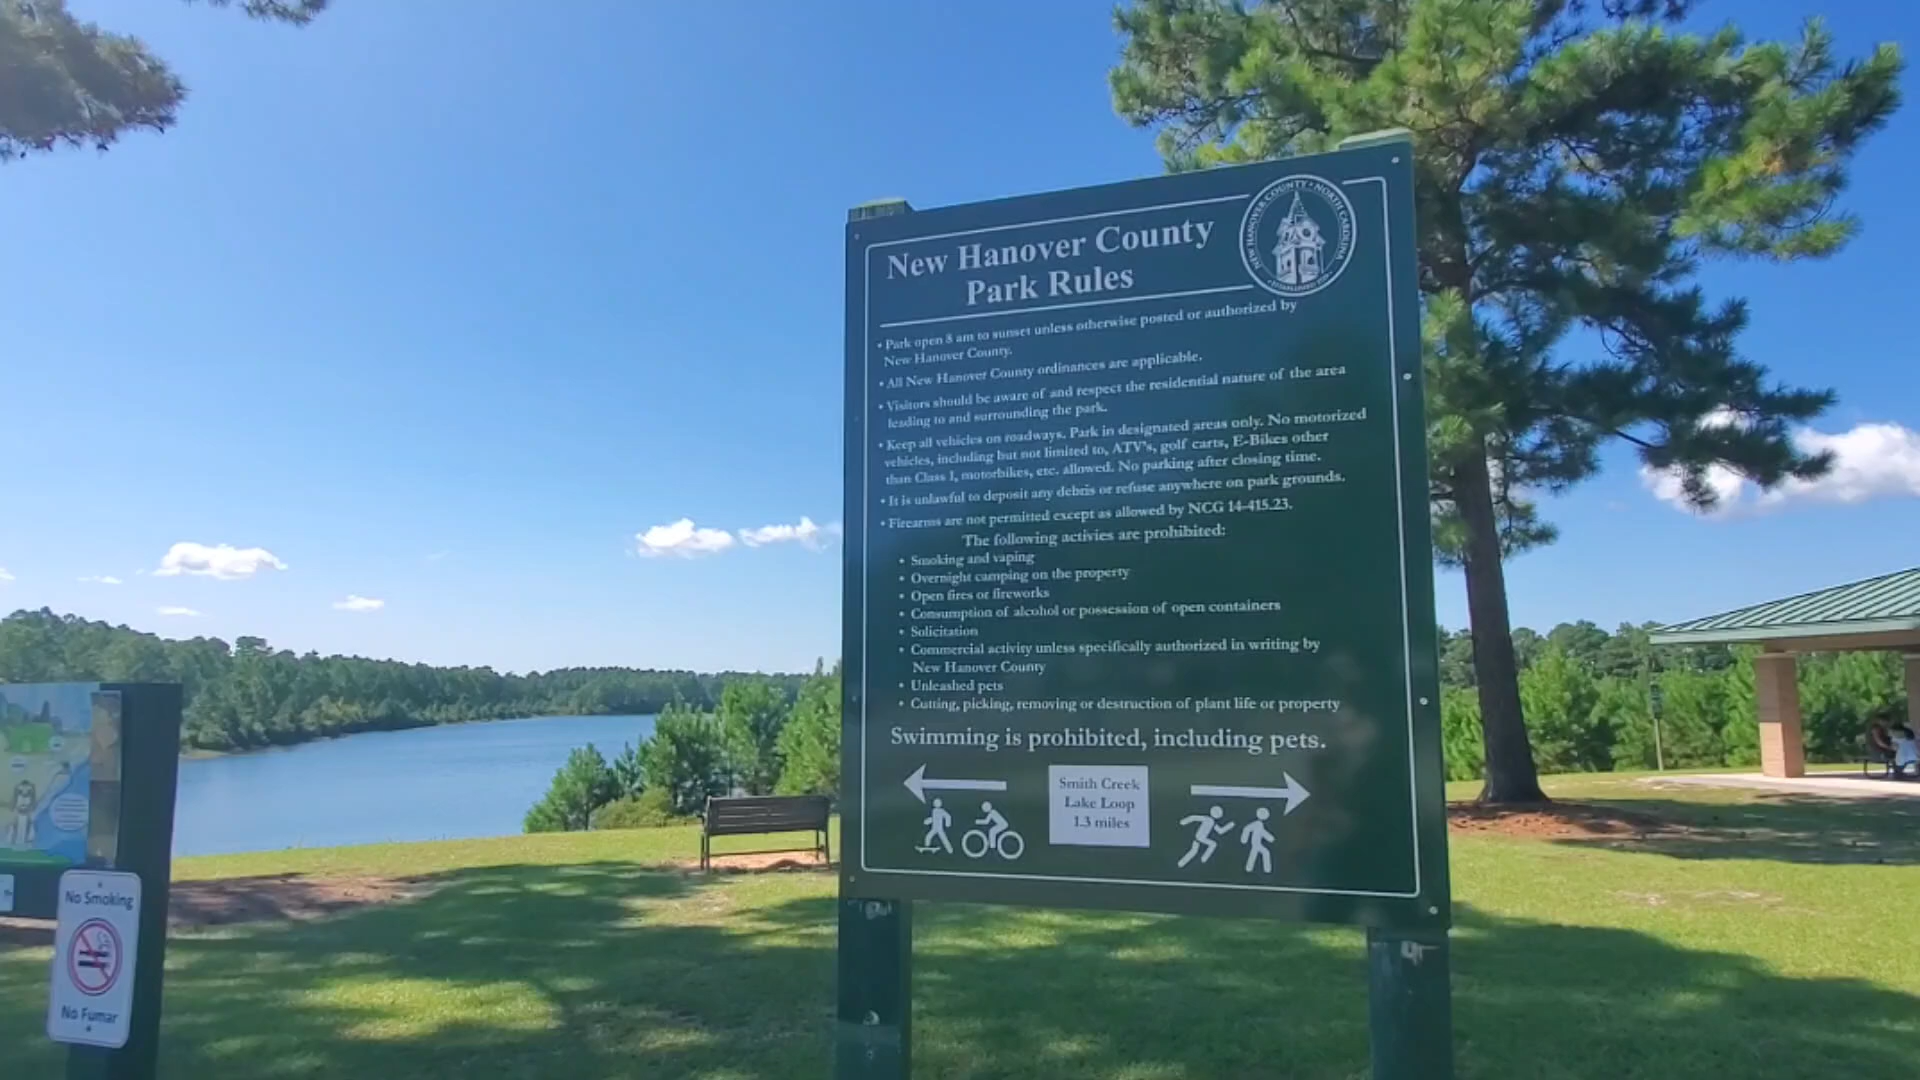 New Hanover County
Park Rules
NEW HANOVER COUNTY • NORTH CAROLINA
• Park open 8 am to sunset unless otherwise posted or authorized by
New Hanover County.
• All New Hanover County ordinances are applicable.
• Visitors should be aware of and respect the residential nature of the area
leading to and surrounding the park.
• Keep all vehicles on roadways. Park in designated areas only. No motorized
vehicles, including but not limited to, ATV's, golf carts, E-Bikes other
than Class I, motorbikes, etc. allowed. No parking after closing time.
• It is unlawful to deposit any debris or refuse anywhere on park grounds.
• Firearms are not permitted except as allowed by NCG 14-415.23.
The following activies are prohibited:
• Smoking and vaping
• Overnight camping on the property
• Open fires or fireworks
• Consumption of alcohol or possession of open containers
• Solicitation
• Commercial activity unless specifically authorized in writing by
New Hanover County
• Unleashed pets
• Cutting, picking, removing or destruction of plant life or property
Swimming is prohibited, including pets.
Smith Creek
Lake Loop
1.3 miles
No Smoking
No Fumar